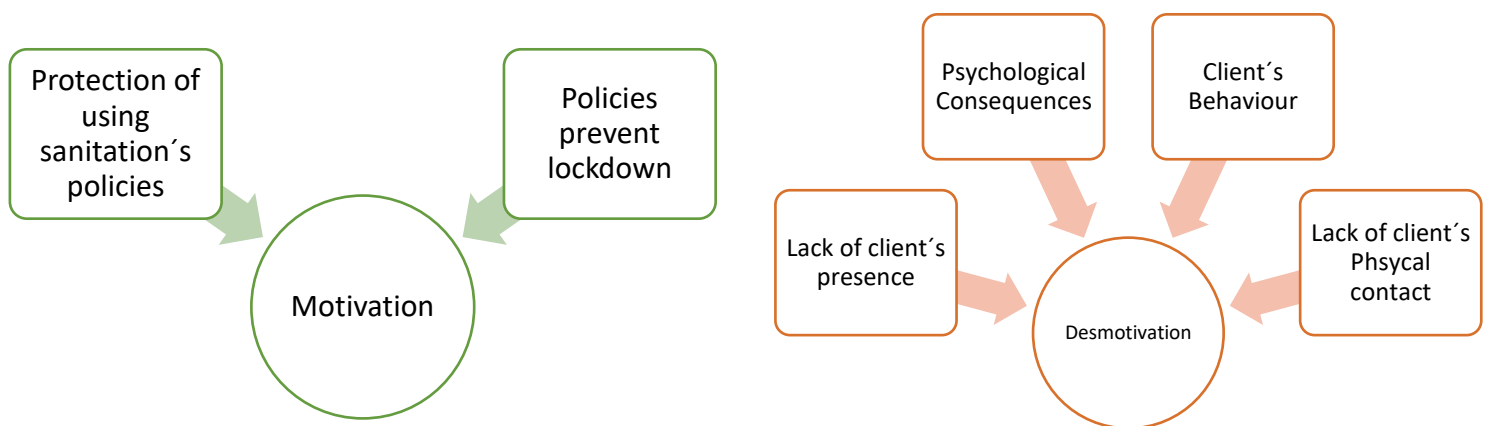 Protection of
using
sanitation´s
policies
Policies
prevent
lockdown
Motivation
Psychological
Consequences
Client´s
Behaviour
Lack of client´s
presence
Lack of client´s
Phsycal
contact
Desmotivation